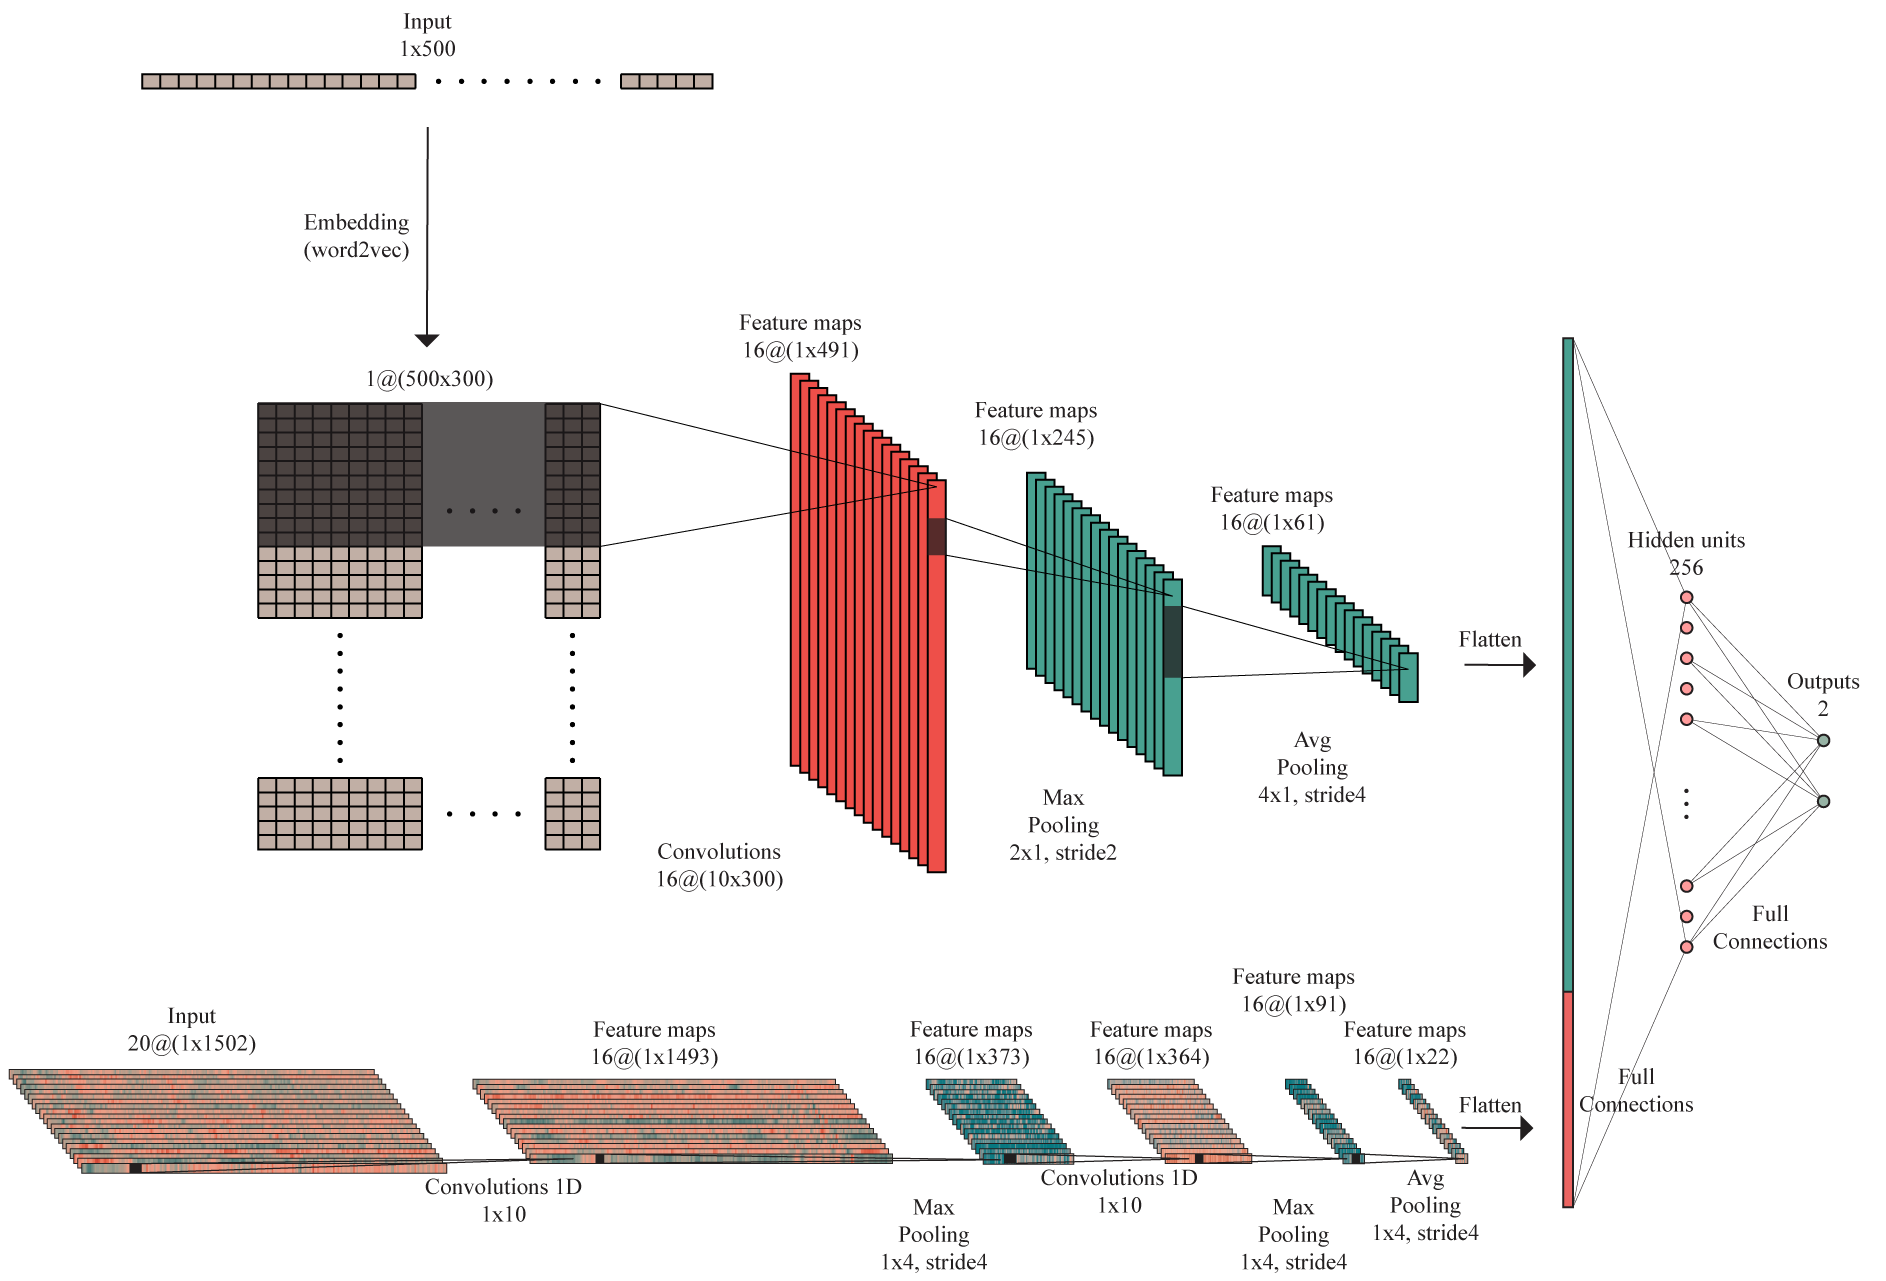 Input
1x500
Embedding
(word2vec)
1@(500x300)
Feature maps
16@(1x491)
Feature maps
16@(1x245)
Feature maps
16@(1x61)
Hidden units
256
Flatten
Outputs
2
Avg
Pooling
4x1, stride4
Max
Pooling
2x1, stride2
Convolutions
16@(10x300)
Full
Connections
Input
20@(1x1502)
Feature maps
16@(1x1493)
Feature maps
16@(1x373)
Feature maps
16@(1x364)
Feature maps
16@(1x91)
Feature maps
16@(1x22)
Flatten
Full
Connections
Convolutions 1D
1x10
Max
Pooling
1x4, stride4
Convolutions 1D
1x10
Max
Pooling
1x4, stride4
Avg
Pooling
1x4, stride4